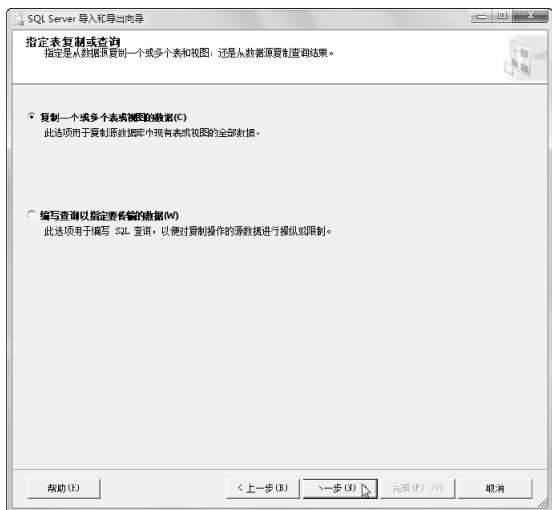 SQL Server 导入和导出向导
指定表复制或查询
指定是从数据源复制一个或多个表和视图，还是从数据源复制查询结果。
复制一个或多个表或视图的数据(C)
此选项用于复制源数据库中现有表或视图的全部数据。
编写查询以指定要传输的数据(W)
此选项用于编写 SQL 查询，以便对复制操作的源数据进行操纵或限制。
帮助
< 上一步(B)
一步
完成(F) >>|
取消